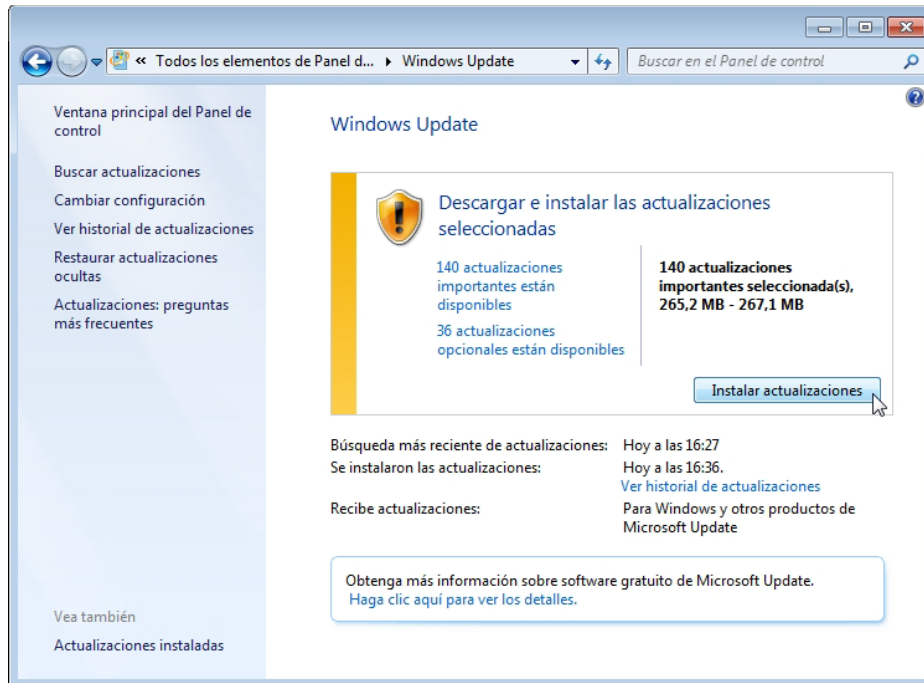 « Todos los elementos de Panel d... ▸ Windows Update
Buscar en el Panel de control
Ventana principal del Panel de
control
Buscar actualizaciones
Cambiar configuración
Ver historial de actualizaciones
Restaurar actualizaciones
ocultas
Actualizaciones: preguntas
más frecuentes
Vea también
Actualizaciones instaladas
Windows Update
Descargar e instalar las actualizaciones
seleccionadas
140 actualizaciones
importantes están
disponibles
36 actualizaciones
opcionales están disponibles
140 actualizaciones
importantes seleccionada(s),
265,2 MB - 267,1 MB
Instalar actualizaciones
Búsqueda más reciente de actualizaciones: Hoy a las 16:27
Se instalaron las actualizaciones: Hoy a las 16:36.
Ver historial de actualizaciones
Recibe actualizaciones: Para Windows y otros productos de
Microsoft Update
Obtenga más información sobre software gratuito de Microsoft Update.
Haga clic aquí para ver los detalles.